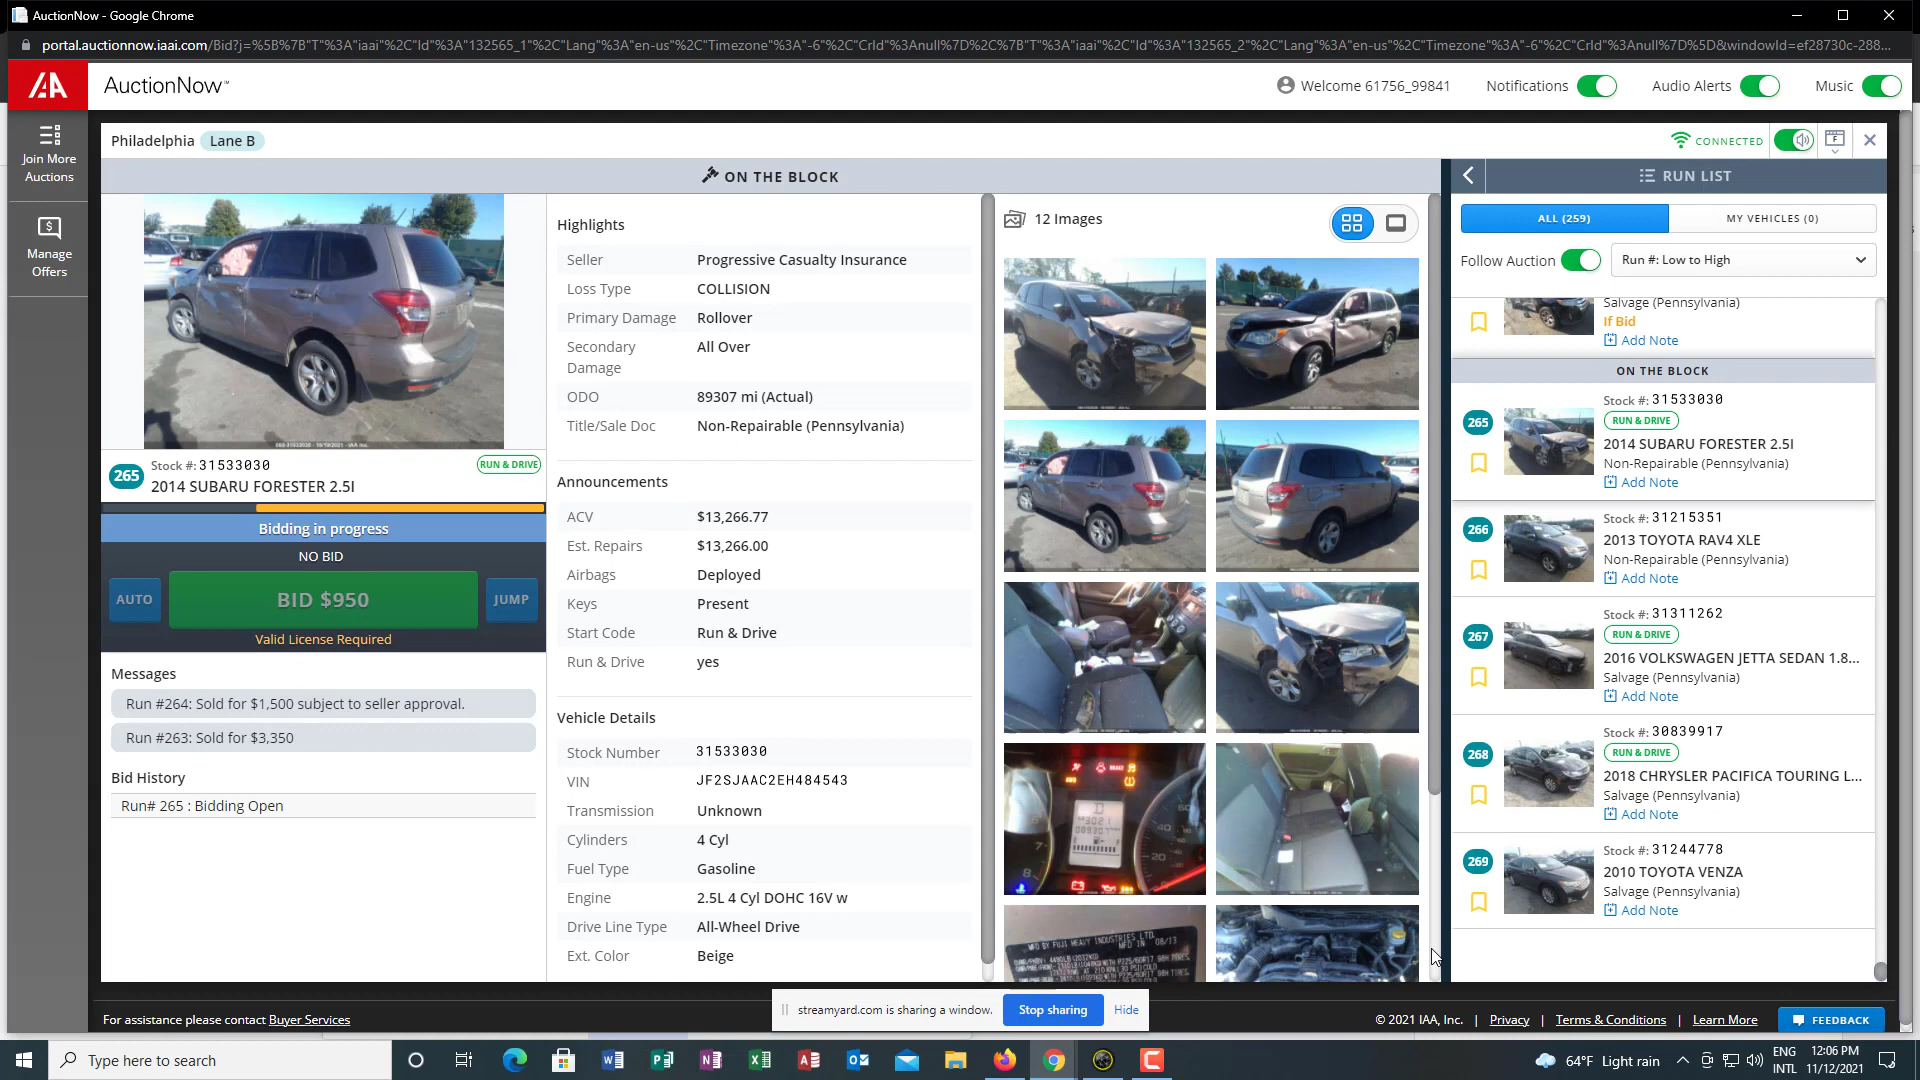 AuctionNow - Google Chrome
portal.auctionnow.iaai.com/Bid?j=%5B%7B"T"%3A"iaai"%2C"Id"%3A"132565_1"%2C"Lang"%3A"en-us"%2C"Timezone"%3A"-6"%2C"CrId"%3Anull%7D%2C%7B"T"%3A"iaai"%2C"Id"%3A"132565_2"%2C"Lang"%3A"en-us"%2C"Timezone"%3A"-6"%2C"CrId"%3Anull%7D%5D&windowId=ef28730c-288...
IAA
AuctionNow™
Welcome 61756_99841
Notifications
Audio Alerts
Music
Join More
Auctions
Manage
Offers
Philadelphia Lane B
CONNECTED
ON THE BLOCK
265
Stock #: 31533030
RUN & DRIVE
2014 SUBARU FORESTER 2.5I
Bidding in progress
NO BID
AUTO
BID $950
JUMP
Valid License Required
Messages
Run #264: Sold for $1,500 subject to seller approval.
Run #263: Sold for $3,350
Bid History
Run# 265 : Bidding Open
Highlights
Seller Progressive Casualty Insurance
Loss Type COLLISION
Primary Damage Rollover
Secondary Damage All Over
ODO 89307 mi (Actual)
Title/Sale Doc Non-Repairable (Pennsylvania)
Announcements
ACV $13,266.77
Est. Repairs $13,266.00
Airbags Deployed
Keys Present
Start Code Run & Drive
Run & Drive yes
Vehicle Details
Stock Number 31533030
VIN JF2SJAAC2EH484543
Transmission Unknown
Cylinders 4 Cyl
Fuel Type Gasoline
Engine 2.5L 4 Cyl DOHC 16V w
Drive Line Type All-Wheel Drive
Ext. Color Beige
12 Images
MFD BY FUJI HEAVY INDUSTRIES LTD.
RUN LIST
ALL (259)
MY VEHICLES (0)
Follow Auction
Run #: Low to High
Salvage (Pennsylvania)
If Bid
Add Note
ON THE BLOCK
265
Stock #: 31533030
RUN & DRIVE
2014 SUBARU FORESTER 2.5I
Non-Repairable (Pennsylvania)
Add Note
266
Stock #: 31215351
2013 TOYOTA RAV4 XLE
Non-Repairable (Pennsylvania)
Add Note
267
Stock #: 31311262
RUN & DRIVE
2016 VOLKSWAGEN JETTA SEDAN 1.8...
Salvage (Pennsylvania)
Add Note
268
Stock #: 30839917
RUN & DRIVE
2018 CHRYSLER PACIFICA TOURING L...
Salvage (Pennsylvania)
Add Note
269
Stock #: 31244778
2010 TOYOTA VENZA
Salvage (Pennsylvania)
Add Note
For assistance please contact Buyer Services
streamyard.com is sharing a window.
Stop sharing
Hide
© 2021 IAA, Inc. | Privacy | Terms & Conditions | Learn More
FEEDBACK
Type here to search
64°F Light rain
ENG
INTL
12:06 PM
11/12/2021